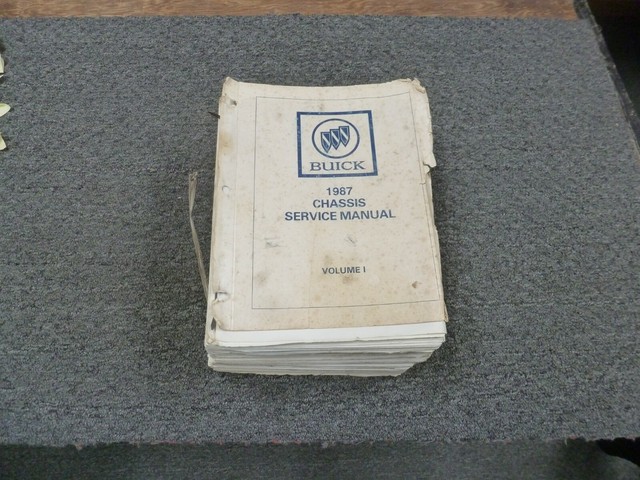 BUICK
1987
CHASSIS
SERVICE MANUAL
VOLUME I